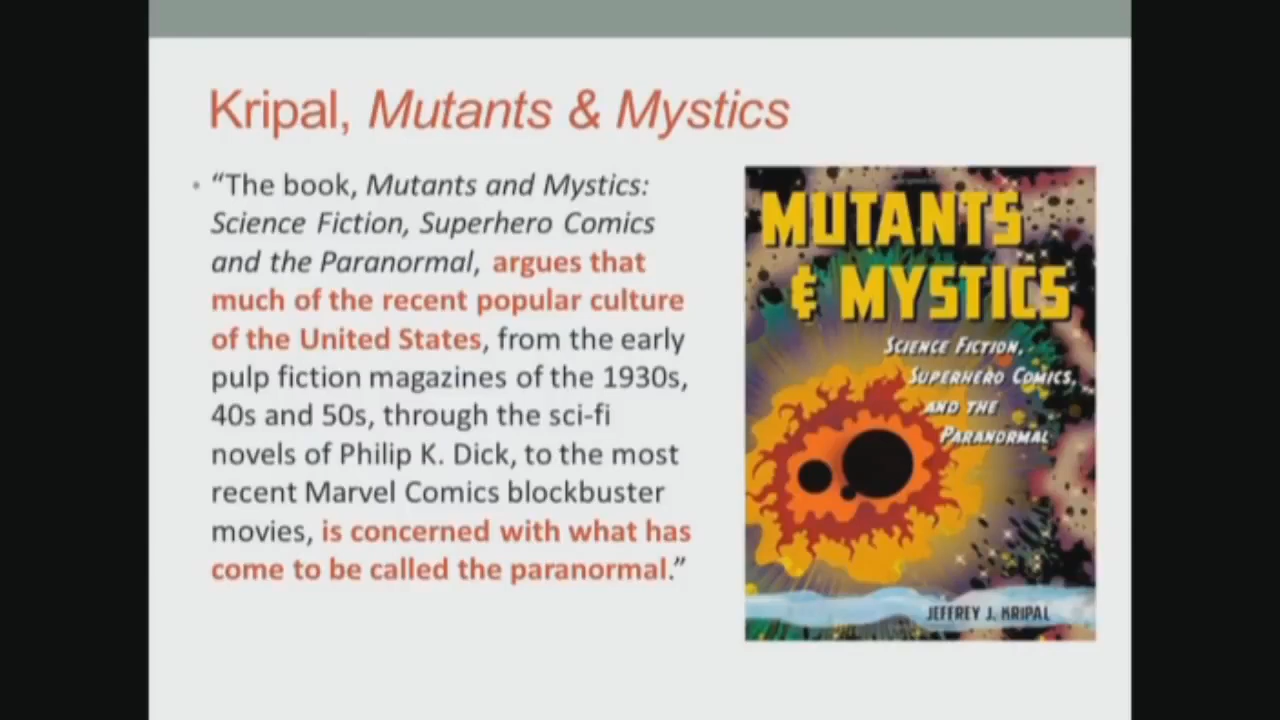 Kripal, Mutants & Mystics
• “The book, Mutants and Mystics:
Science Fiction, Superhero Comics
and the Paranormal, argues that
much of the recent popular culture
of the United States, from the early
pulp fiction magazines of the 1930s,
40s and 50s, through the sci-fi
novels of Philip K. Dick, to the most
recent Marvel Comics blockbuster
movies, is concerned with what has
come to be called the paranormal.”
MUTANTS
& MYSTICS
SCIENCE FICTION,
SUPERHERO COMICS,
AND THE
PARANORMAL
JEFFREY J. KRIPAL